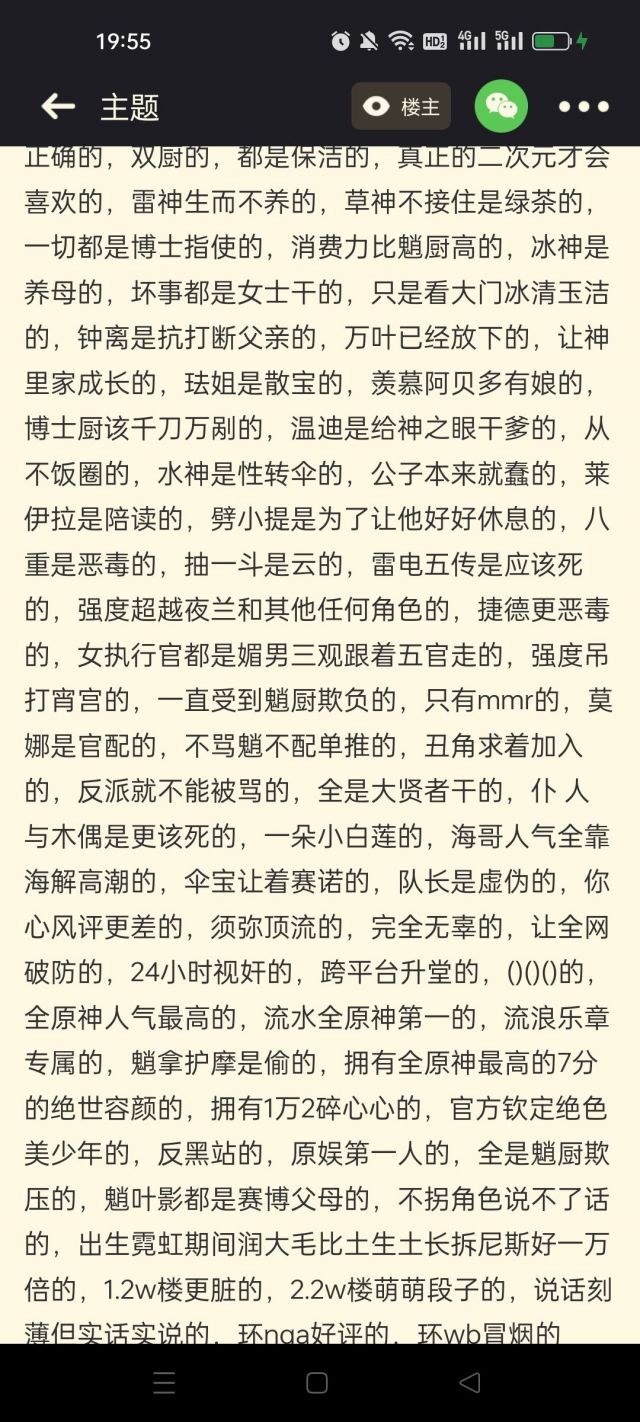 19:55
HD 4G 5G
主题
楼主
正确的，双厨的，都是保洁的，真正的二次元才会
喜欢的，雷神生而不养的，草神不接住是绿茶的，
一切都是博士指使的，消费力比魈厨高的，冰神是
养母的，坏事都是女士干的，只是看大门冰清玉洁
的，钟离是抗打断父亲的，万叶已经放下的，让神
里家成长的，珐姐是散宝的，羡慕阿贝多有娘的，
博士厨该千刀万剐的，温迪是给神之眼干爹的，从
不饭圈的，水神是性转伞的，公子本来就蠢的，莱
伊拉是陪读的，劈小提是为了让他好好休息的，八
重是恶毒的，抽一斗是云的，雷电五传是应该死
的，强度超越夜兰和其他任何角色的，捷德更恶毒
的，女执行官都是媚男三观跟着五官走的，强度吊
打宵宫的，一直受到魈厨欺负的，只有mmr的，莫
娜是官配的，不骂魈不配单推的，丑角求着加入
的，反派就不能被骂的，全是大贤者干的，仆 人
与木偶是更该死的，一朵小白莲的，海哥人气全靠
海解高潮的，伞宝让着赛诺的，队长是虚伪的，你
心风评更差的，须弥顶流的，完全无辜的，让全网
破防的，24小时视奸的，跨平台升堂的，()()()的，
全原神人气最高的，流水全原神第一的，流浪乐章
专属的，魈拿护摩是偷的，拥有全原神最高的7分
的绝世容颜的，拥有1万2碎心心的，官方钦定绝色
美少年的，反黑站的，原娱第一人的，全是魈厨欺
压的，魈叶影都是赛博父母的，不拐角色说不了话
的，出生霓虹期间润大毛比土生土长拆尼斯好一万
倍的，1.2w楼更脏的，2.2w楼萌萌段子的，说话刻
薄但实话实说的，环nga好评的，环wb冒烟的